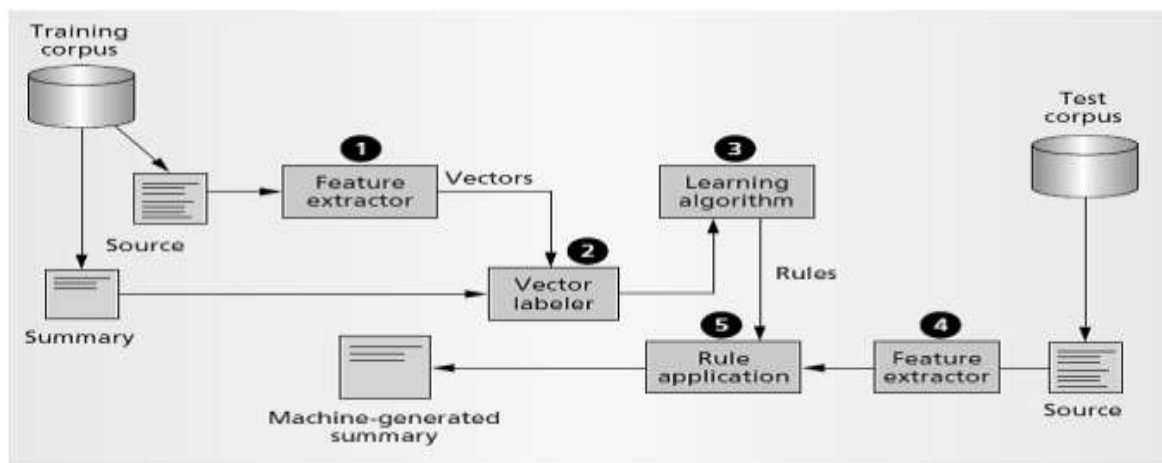 Training
corpus
Test
corpus
1
3
Feature
extractor
Vectors
Learning
algorithm
Source
2
Vector
labeler
Rules
Summary
5
4
Rule
application
Feature
extractor
Machine-generated
summary
Source